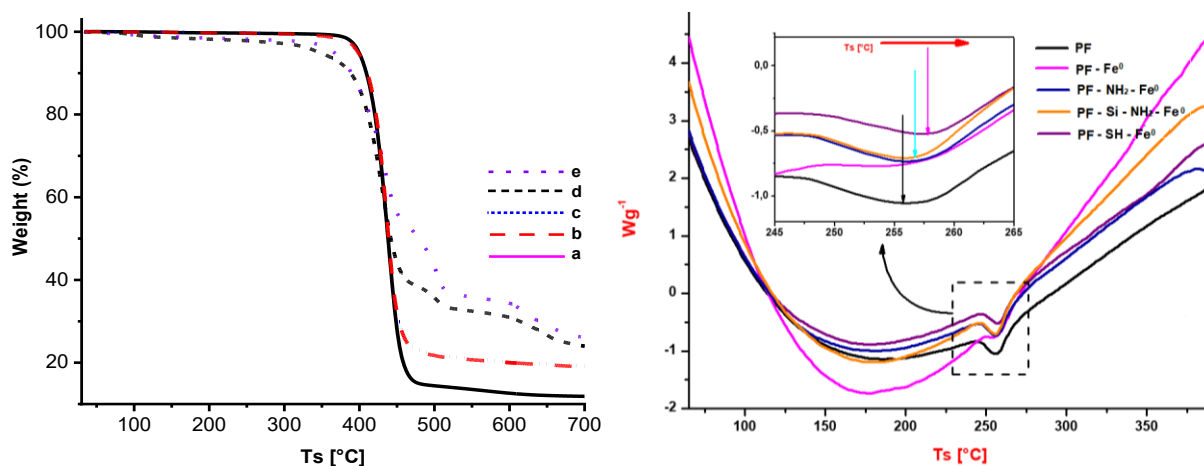 100
80
60
40
20
Weight (%)
100
200
300
400
500
600
700
Ts [°C]
e
d
c
b
a
4
3
2
1
0
-1
-2
Wg⁻¹
100
150
200
250
300
350
Ts [°C]
Ts [°C]
0,0
-0,5
-1,0
245
250
255
260
265
PF
PF - Fe⁰
PF - NH₂ - Fe⁰
PF - Si - NH₂ - Fe⁰
PF - SH - Fe⁰